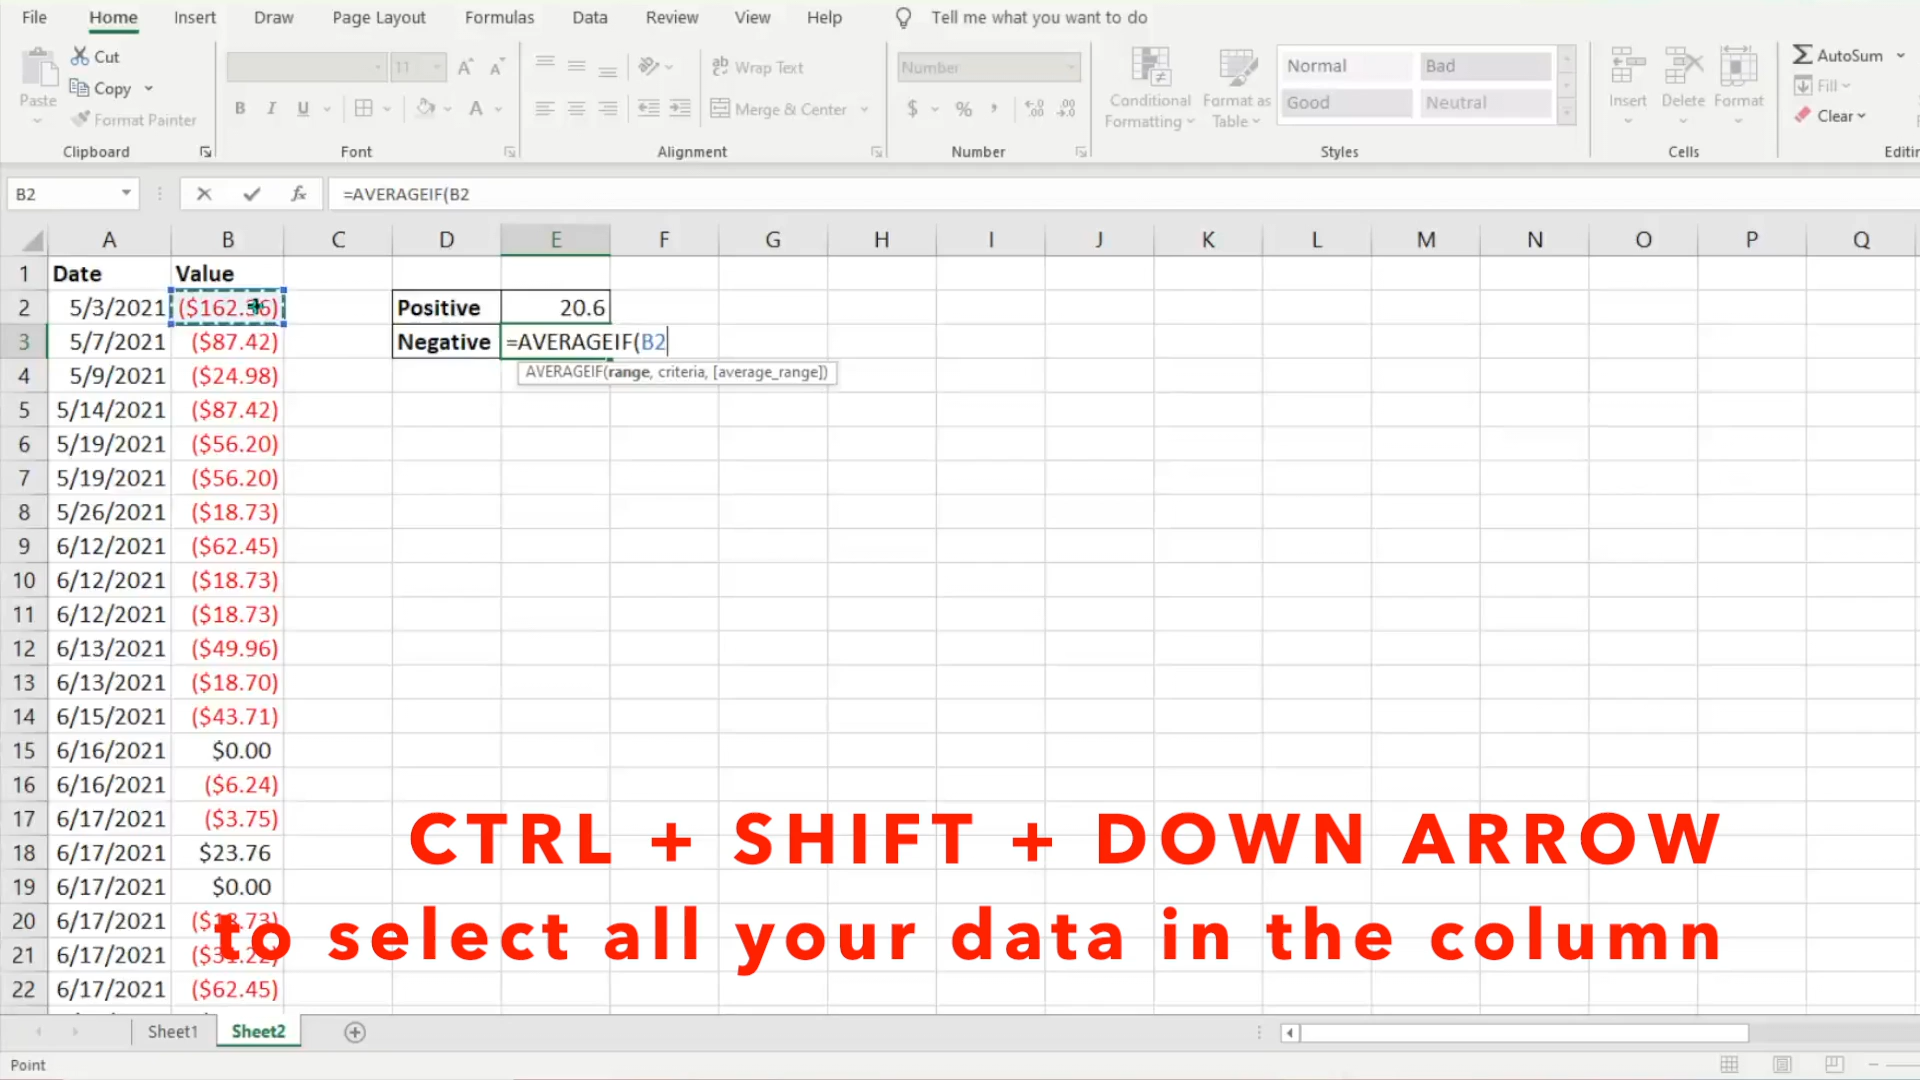 File Home Insert Draw Page Layout Formulas Data Review View Help Tell me what you want to do
Cut
Copy
Format Painter
Paste
Clipboard
11
B I U
Font
Wrap Text
Merge & Center
Alignment
Number
$ % ,
Number
Conditional Formatting
Format as Table
Normal Bad
Good Neutral
Styles
Insert Delete Format
Cells
AutoSum
Fill
Clear
B2 fx =AVERAGEIF(B2
A B C D E F G H I J K L M N O P Q
1 Date Value
2 5/3/2021 Positive 20.6
3 5/7/2021 ($87.42) Negative =AVERAGEIF(B2
AVERAGEIF(range, criteria, [average_range])
4 5/9/2021 ($24.98)
5 5/14/2021 ($87.42)
6 5/19/2021 ($56.20)
7 5/19/2021 ($56.20)
8 5/26/2021 ($18.73)
9 6/12/2021 ($62.45)
10 6/12/2021 ($18.73)
11 6/12/2021 ($18.73)
12 6/13/2021 ($49.96)
13 6/13/2021 ($18.70)
14 6/15/2021 ($43.71)
15 6/16/2021 $0.00
16 6/16/2021 ($6.24)
17 6/17/2021 ($3.75)
18 6/17/2021 $23.76
19 6/17/2021 $0.00
20 6/17/2021
21 6/17/2021
22 6/17/2021 ($62.45)
CTRL + SHIFT + DOWN ARROW
to select all your data in the column
Sheet1 Sheet2
Point